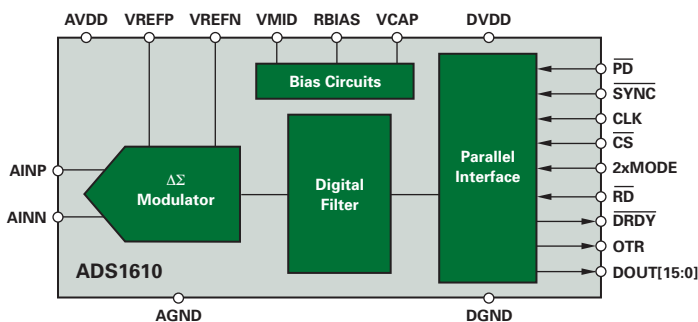 AVDD VREFP VREFN VMID RBIAS VCAP DVDD
Bias Circuits
PD
SYNC
CLK
CS
2xMODE
RD
DRDY
OTR
DOUT[15:0]
AINP
AINN
ΔΣ
Modulator
Digital
Filter
Parallel
Interface
ADS1610
AGND DGND